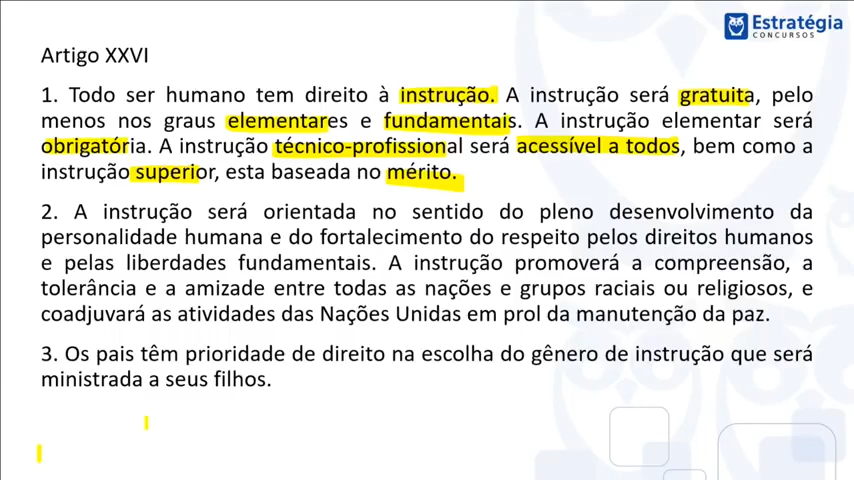 Estratégia
CONCURSOS
Artigo XXVI
1. Todo ser humano tem direito à instrução. A instrução será gratuita, pelo
menos nos graus elementares e fundamentais. A instrução elementar será
obrigatória. A instrução técnico-profissional será acessível a todos, bem como a
instrução superior, esta baseada no mérito.
2. A instrução será orientada no sentido do pleno desenvolvimento da
personalidade humana e do fortalecimento do respeito pelos direitos humanos
e pelas liberdades fundamentais. A instrução promoverá a compreensão, a
tolerância e a amizade entre todas as nações e grupos raciais ou religiosos, e
coadjuvará as atividades das Nações Unidas em prol da manutenção da paz.
3. Os pais têm prioridade de direito na escolha do gênero de instrução que será
ministrada a seus filhos.